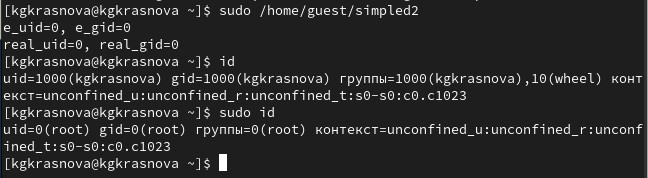 [kgkrasnova@kgkrasnova ~]$ sudo /home/guest/simpled2
e_uid=0, e_gid=0
real_uid=0, real_gid=0
[kgkrasnova@kgkrasnova ~]$ id
uid=1000(kgkrasnova) gid=1000(kgkrasnova) группы=1000(kgkrasnova),10(wheel) конт
екст=unconfined_u:unconfined_r:unconfined_t:s0-s0:c0.c1023
[kgkrasnova@kgkrasnova ~]$ sudo id
uid=0(root) gid=0(root) группы=0(root) контекст=unconfined_u:unconfined_r:unconf
ined_t:s0-s0:c0.c1023
[kgkrasnova@kgkrasnova ~]$